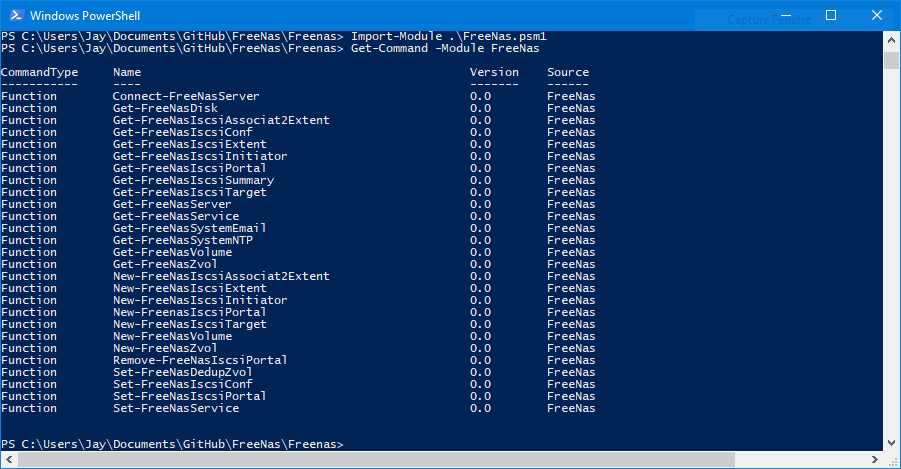 Windows PowerShell
Capture Fenêtre
PS C:\Users\Jay\Documents\GitHub\FreeNas\Freenas> Import-Module .\FreeNas.psm1
PS C:\Users\Jay\Documents\GitHub\FreeNas\Freenas> Get-Command -Module FreeNas
CommandType Name Version Source
----------- ---- ------- ------
Function Connect-FreeNasServer 0.0 FreeNas
Function Get-FreeNasDisk 0.0 FreeNas
Function Get-FreeNasIscsiAssociat2Extent 0.0 FreeNas
Function Get-FreeNasIscsiConf 0.0 FreeNas
Function Get-FreeNasIscsiExtent 0.0 FreeNas
Function Get-FreeNasIscsiInitiator 0.0 FreeNas
Function Get-FreeNasIscsiPortal 0.0 FreeNas
Function Get-FreeNasIscsiSummary 0.0 FreeNas
Function Get-FreeNasIscsiTarget 0.0 FreeNas
Function Get-FreeNasServer 0.0 FreeNas
Function Get-FreeNasService 0.0 FreeNas
Function Get-FreeNasSystemEmail 0.0 FreeNas
Function Get-FreeNasSystemNTP 0.0 FreeNas
Function Get-FreeNasVolume 0.0 FreeNas
Function Get-FreeNasZvol 0.0 FreeNas
Function New-FreeNasIscsiAssociat2Extent 0.0 FreeNas
Function New-FreeNasIscsiExtent 0.0 FreeNas
Function New-FreeNasIscsiInitiator 0.0 FreeNas
Function New-FreeNasIscsiPortal 0.0 FreeNas
Function New-FreeNasIscsiTarget 0.0 FreeNas
Function New-FreeNasVolume 0.0 FreeNas
Function New-FreeNasZvol 0.0 FreeNas
Function Remove-FreeNasIscsiPortal 0.0 FreeNas
Function Set-FreeNasDedupZvol 0.0 FreeNas
Function Set-FreeNasIscsiConf 0.0 FreeNas
Function Set-FreeNasIscsiPortal 0.0 FreeNas
Function Set-FreeNasService 0.0 FreeNas
PS C:\Users\Jay\Documents\GitHub\FreeNas\Freenas>